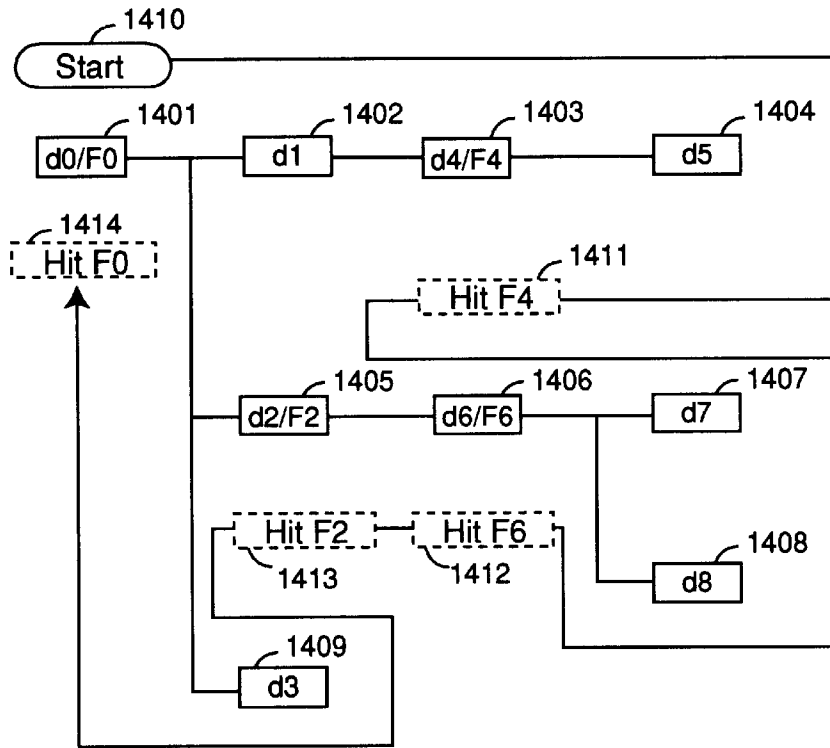 1410
Start
1401
1402
1403
1404
d0/F0
d1
d4/F4
d5
1414
Hit F0
1411
Hit F4
1405
1406
1407
d2/F2
d6/F6
d7
Hit F2
Hit F6
1413
1412
1408
d8
1409
d3